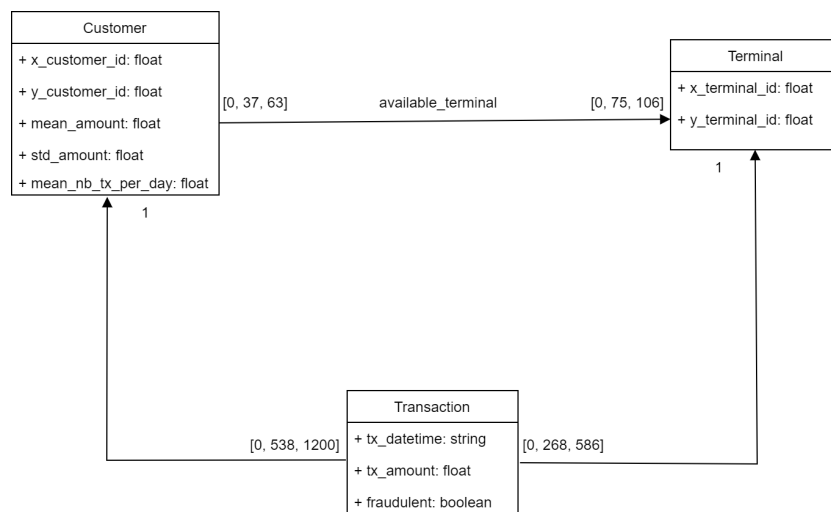 Customer
+ x_customer_id: float
+ y_customer_id: float
+ mean_amount: float
+ std_amount: float
+ mean_nb_tx_per_day: float
[0, 37, 63]
available_terminal
[0, 75, 106]
Terminal
+ x_terminal_id: float
+ y_terminal_id: float
1
1
Transaction
+ tx_datetime: string
+ tx_amount: float
+ fraudulent: boolean
[0, 538, 1200]
[0, 268, 586]